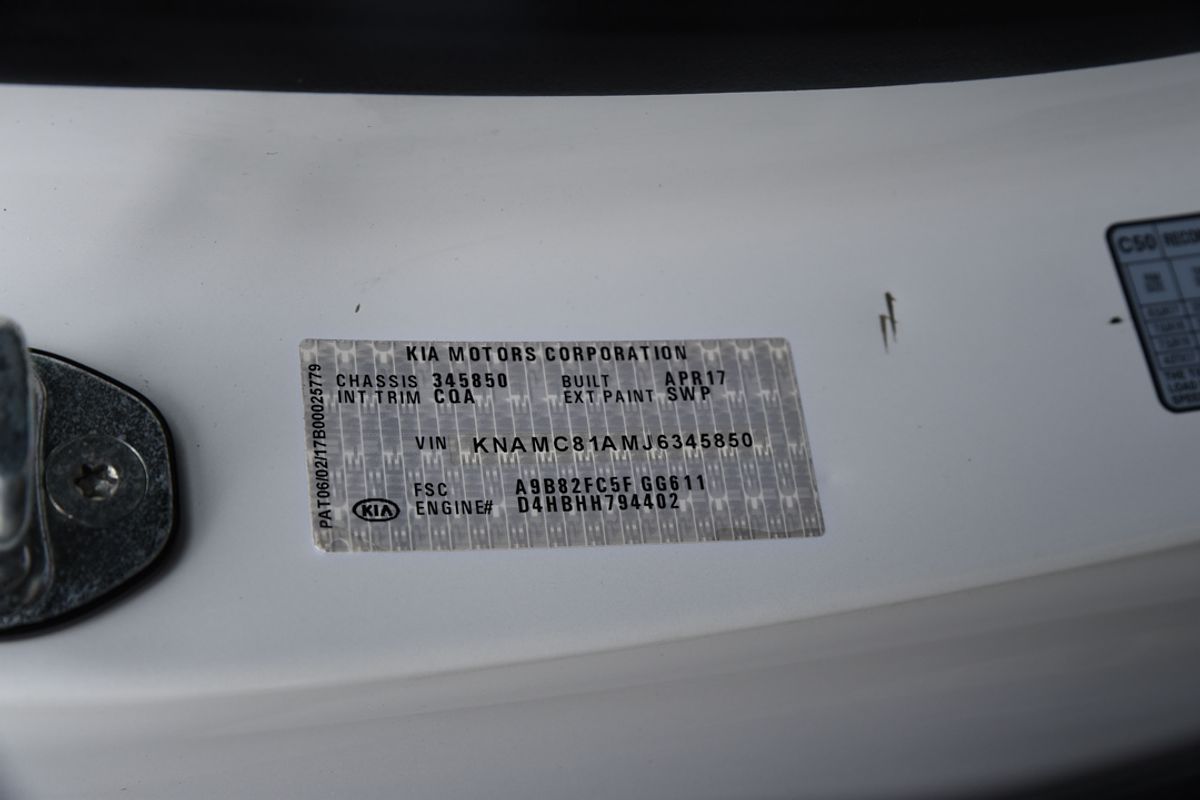 KIA MOTORS CORPORATION
CHASSIS 345850 BUILT APR17
INT TRIM CQA EXT PAINT SWP
VIN KNAMC81AMJ6345850
FSC A9B82FC5F GG611
ENGINE# D4HBHH794402
KIA
PAT06/02/17B00025779
C50